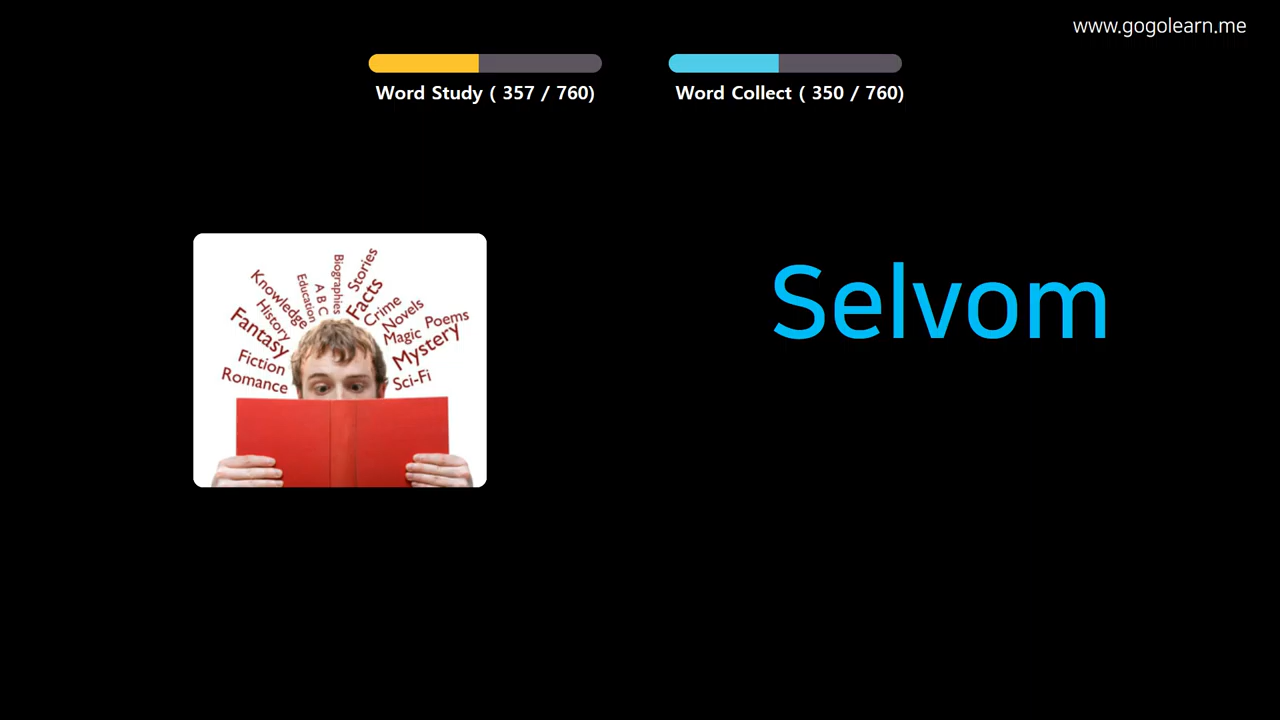 www.gogolearn.me
Word Study ( 357 / 760)
Word Collect ( 350 / 760)
Selvom
Stories
Biographies
Facts
A B C
Education
Knowledge
Crime
History
Novels
Fantasy
Magic
Poems
Mystery
Fiction
Romance
Sci-Fi